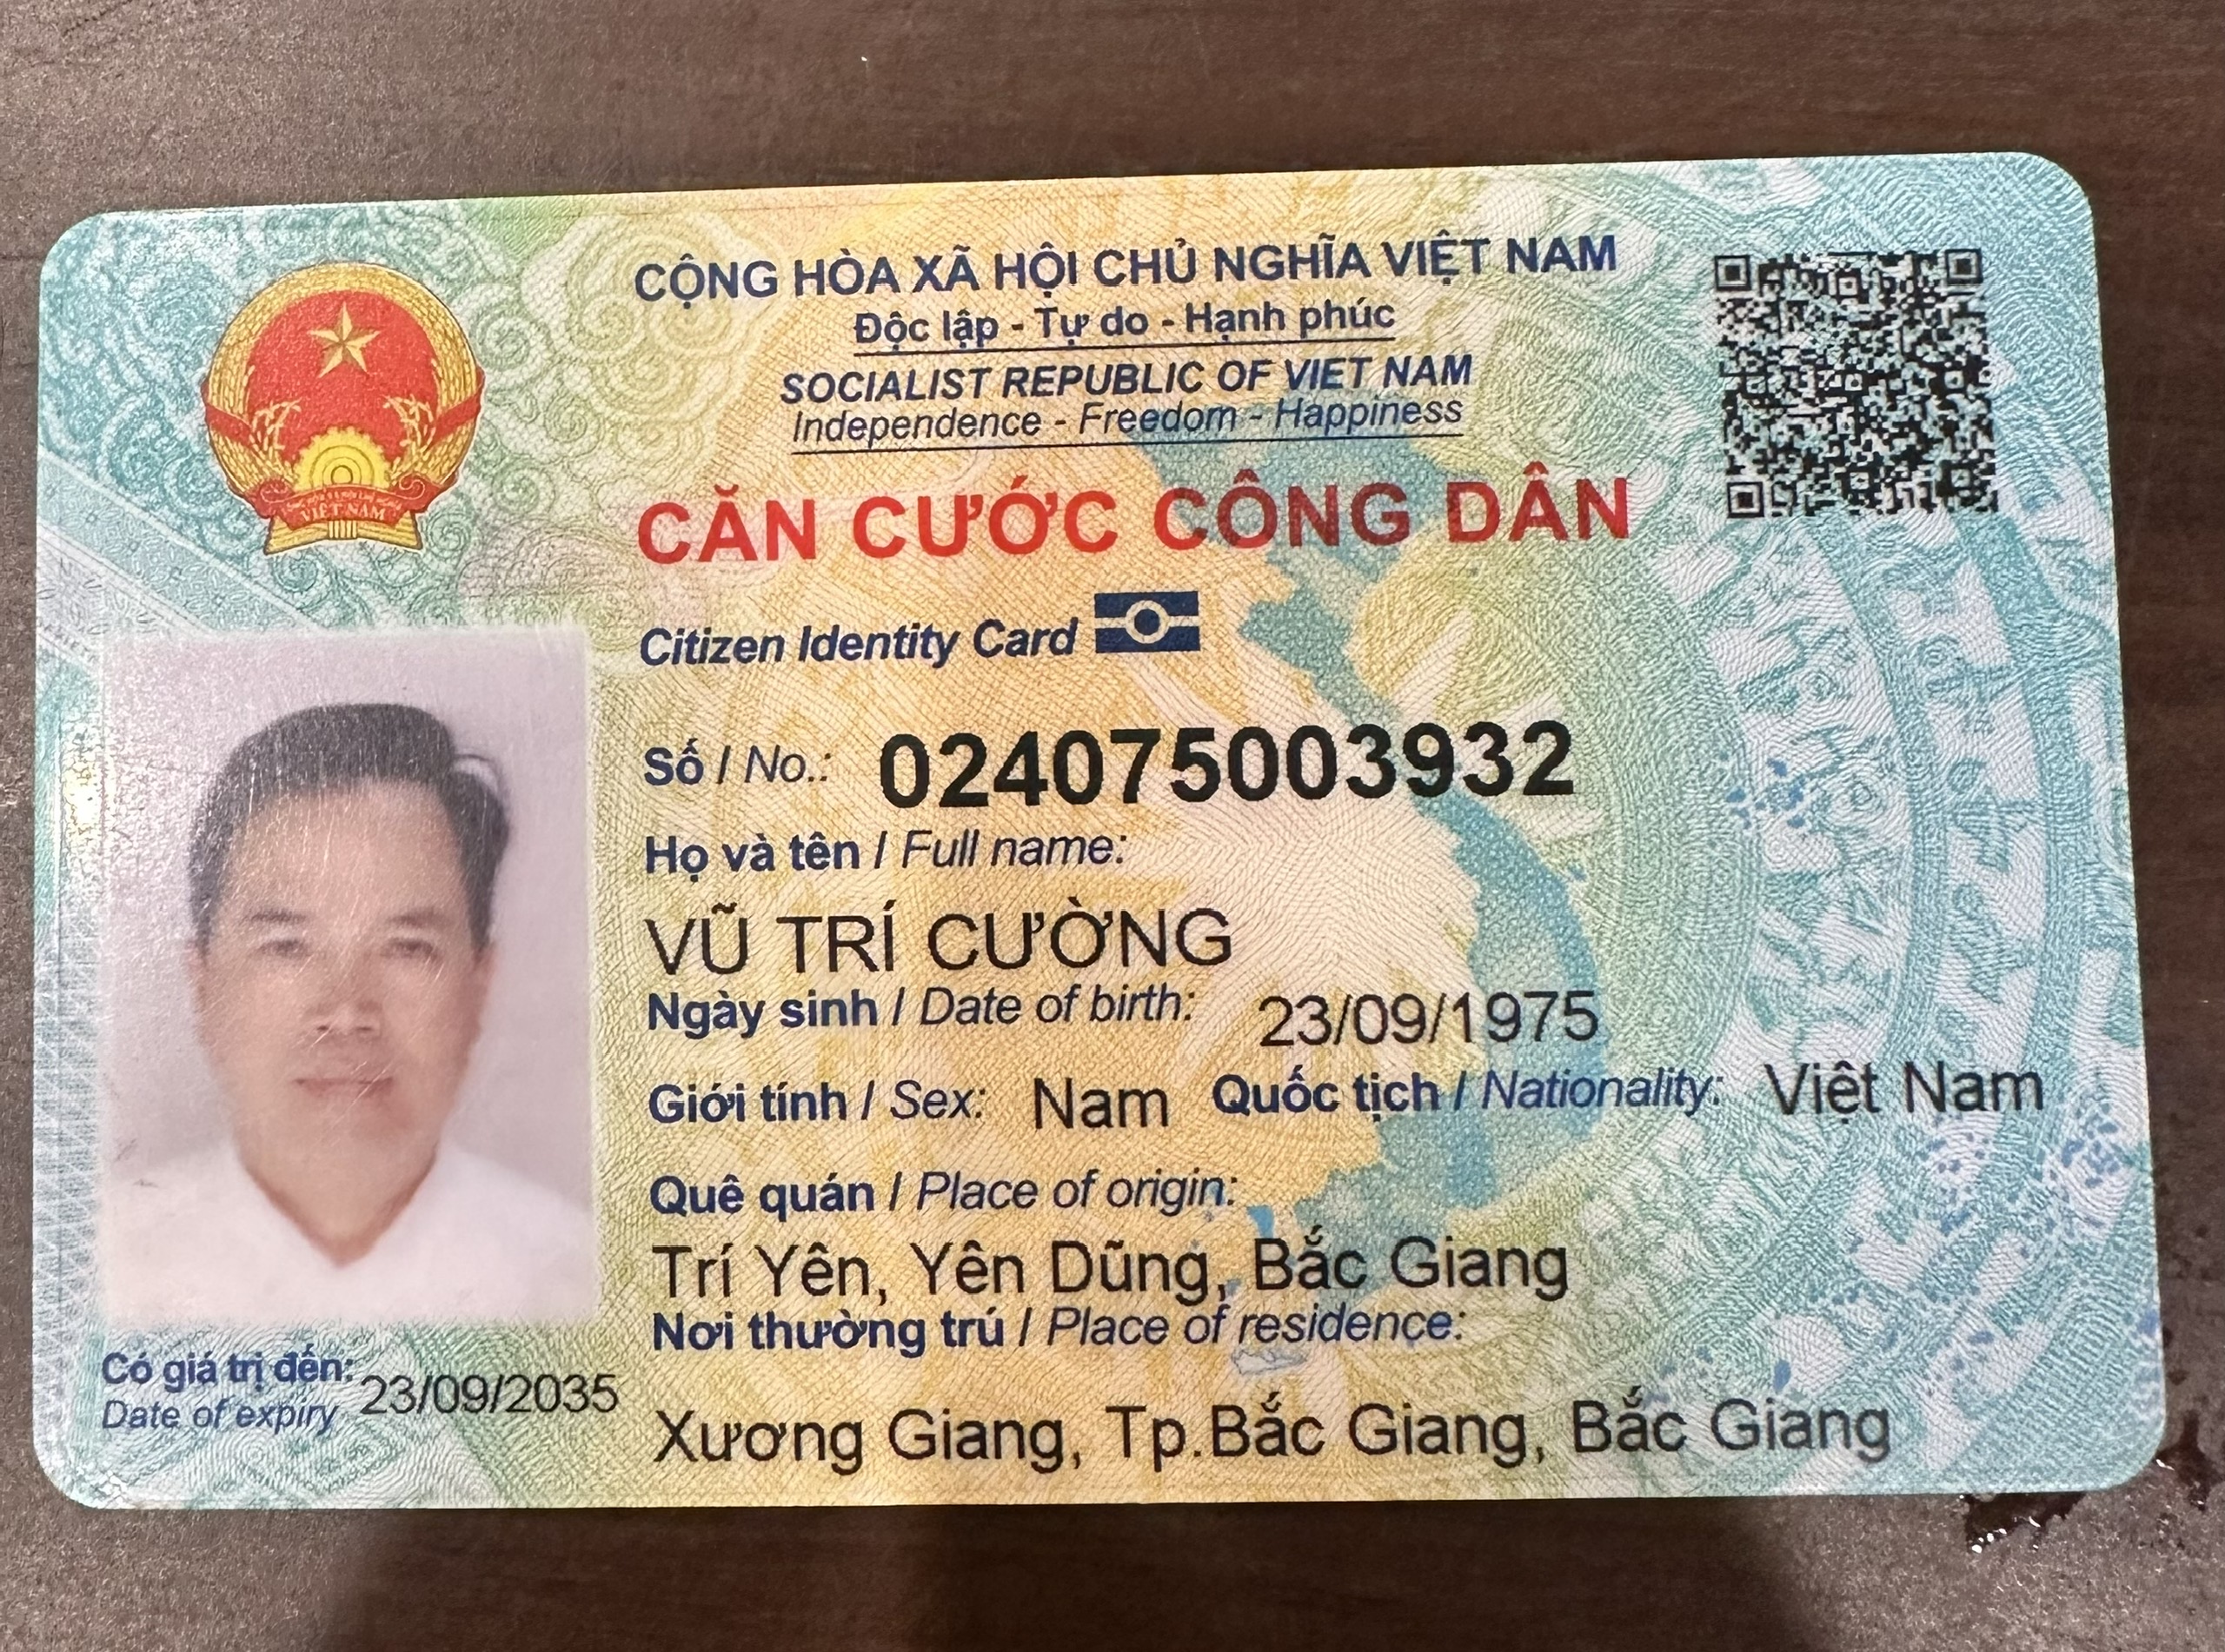 CỘNG HÒA XÃ HỘI CHỦ NGHĨA VIỆT NAM
Độc lập - Tự do - Hạnh phúc
SOCIALIST REPUBLIC OF VIET NAM
Independence - Freedom - Happiness
CĂN CƯỚC CÔNG DÂN
Citizen Identity Card
VIỆT NAM
Số / No.: 024075003932
Họ và tên / Full name:
VŨ TRÍ CƯỜNG
Ngày sinh / Date of birth: 23/09/1975
Giới tính / Sex: Nam Quốc tịch / Nationality: Việt Nam
Quê quán / Place of origin:
Trí Yên, Yên Dũng, Bắc Giang
Nơi thường trú / Place of residence:
Xương Giang, Tp.Bắc Giang, Bắc Giang
Có giá trị đến: 23/09/2035
Date of expiry